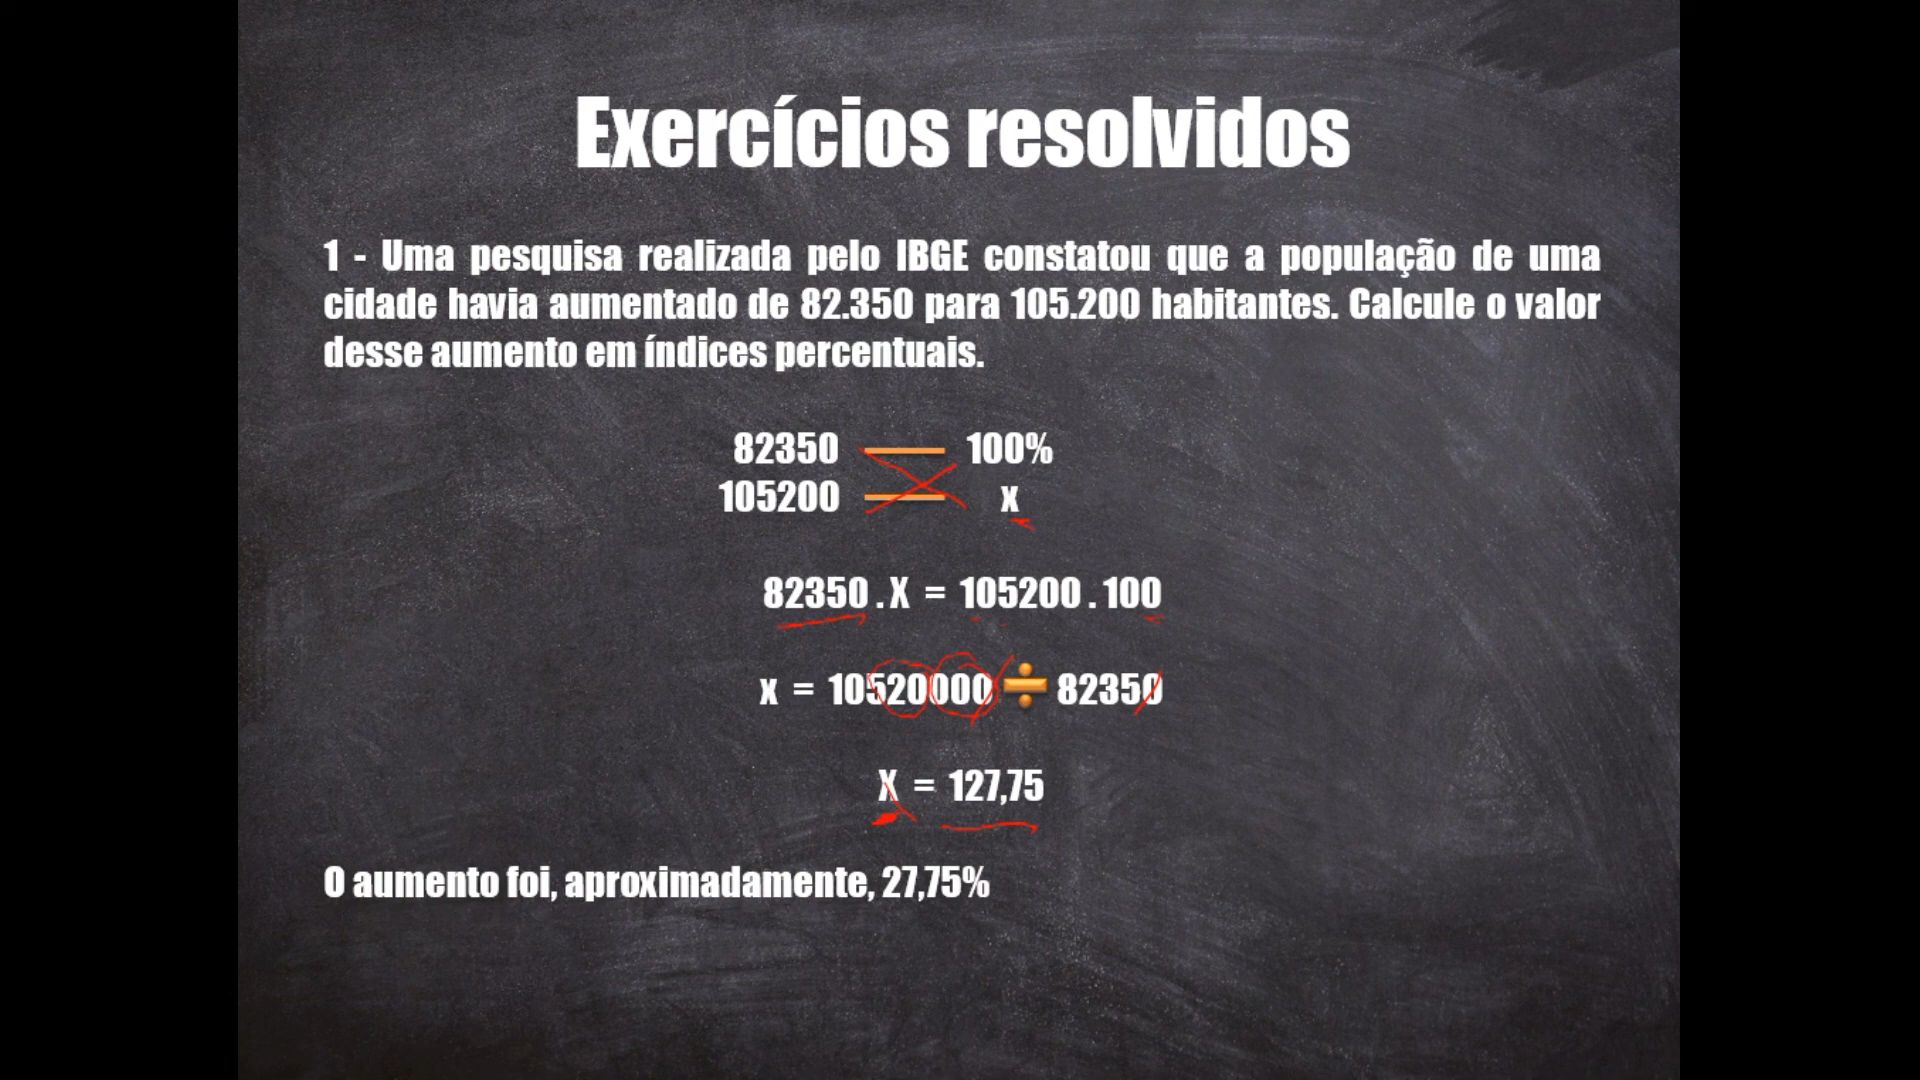 Exercícios resolvidos
1 - Uma pesquisa realizada pelo IBGE constatou que a população de uma
cidade havia aumentado de 82.350 para 105.200 habitantes. Calcule o valor
desse aumento em índices percentuais.
82350 100%
105200 x
82350 . X = 105200 . 100
x = 10520000 ÷ 82350
X = 127,75
O aumento foi, aproximadamente, 27,75%